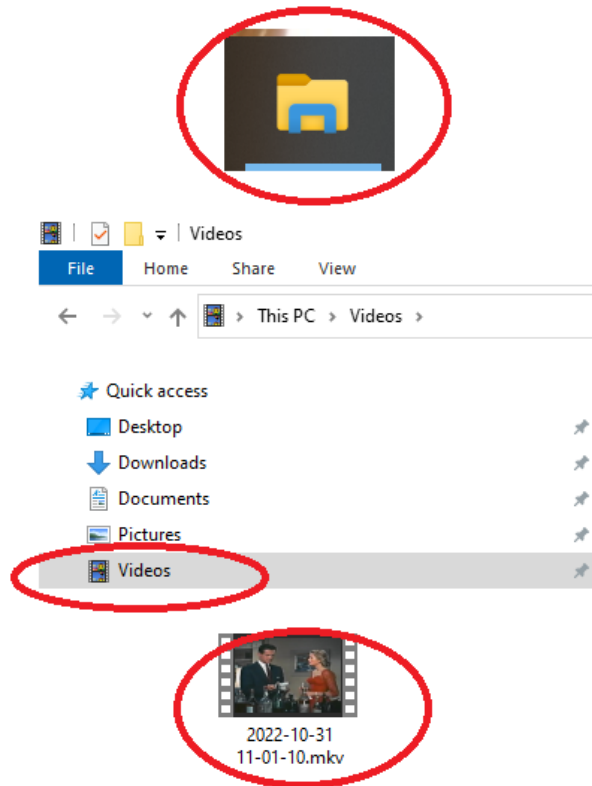 Videos
File Home Share View
This PC > Videos >
Quick access
Desktop
Downloads
Documents
Pictures
Videos
2022-10-31
11-01-10.mkv